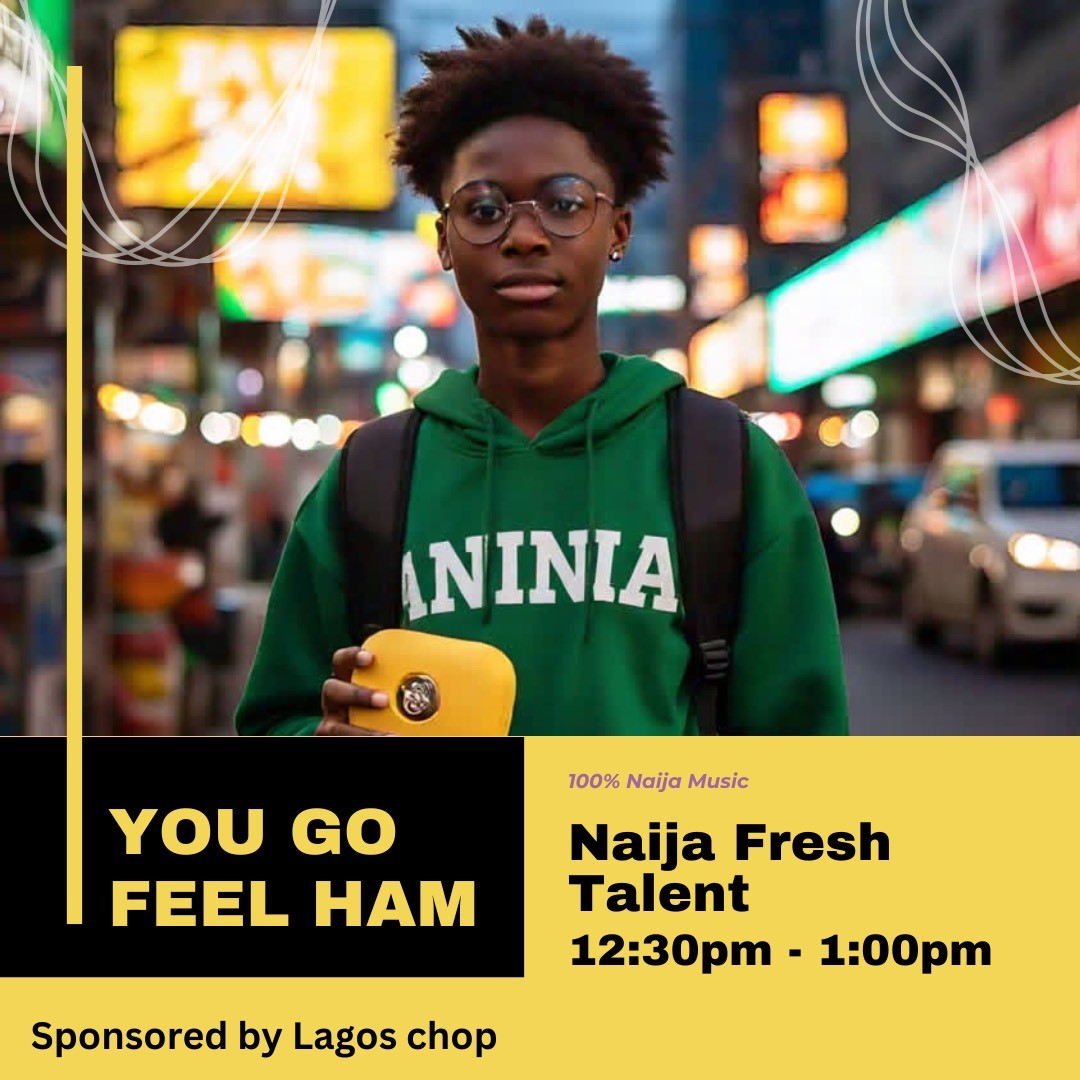 ANINIA
YOU GO
FEEL HAM
100% Naija Music
Naija Fresh
Talent
12:30pm - 1:00pm
Sponsored by Lagos chop